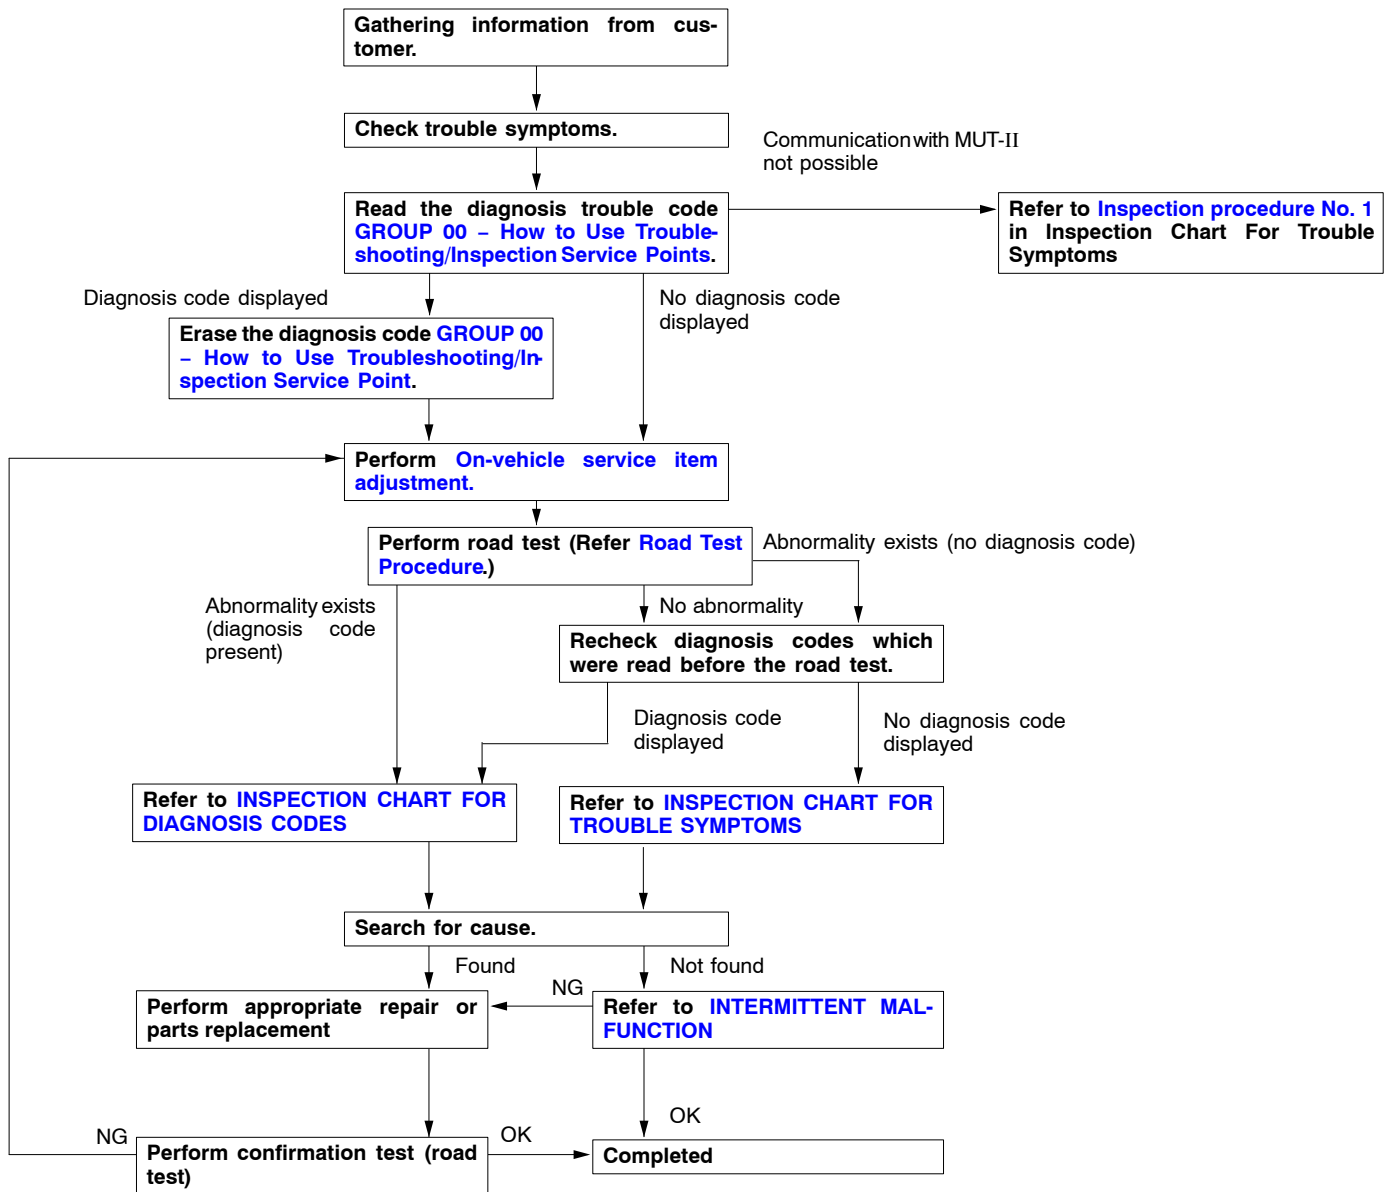 Gathering information from cus-
tomer.
Check trouble symptoms.
Communication with MUT-II
not possible
Read the diagnosis trouble code
GROUP 00 – How to Use Trouble-
shooting/Inspection Service Points.
Refer to Inspection procedure No. 1
in Inspection Chart For Trouble
Symptoms
Diagnosis code displayed
No diagnosis code
displayed
Erase the diagnosis code GROUP 00
– How to Use Troubleshooting/In-
spection Service Point.
Perform On-vehicle service item
adjustment.
Perform road test (Refer Road Test
Procedure.)
Abnormality exists (no diagnosis code)
Abnormality exists
(diagnosis code
present)
No abnormality
Recheck diagnosis codes which
were read before the road test.
Diagnosis code
displayed
No diagnosis code
displayed
Refer to INSPECTION CHART FOR
DIAGNOSIS CODES
Refer to INSPECTION CHART FOR
TROUBLE SYMPTOMS
Search for cause.
Found
Not found
Perform appropriate repair or
parts replacement
NG
Refer to INTERMITTENT MAL-
FUNCTION
OK
NG
Perform confirmation test (road
test)
OK
Completed